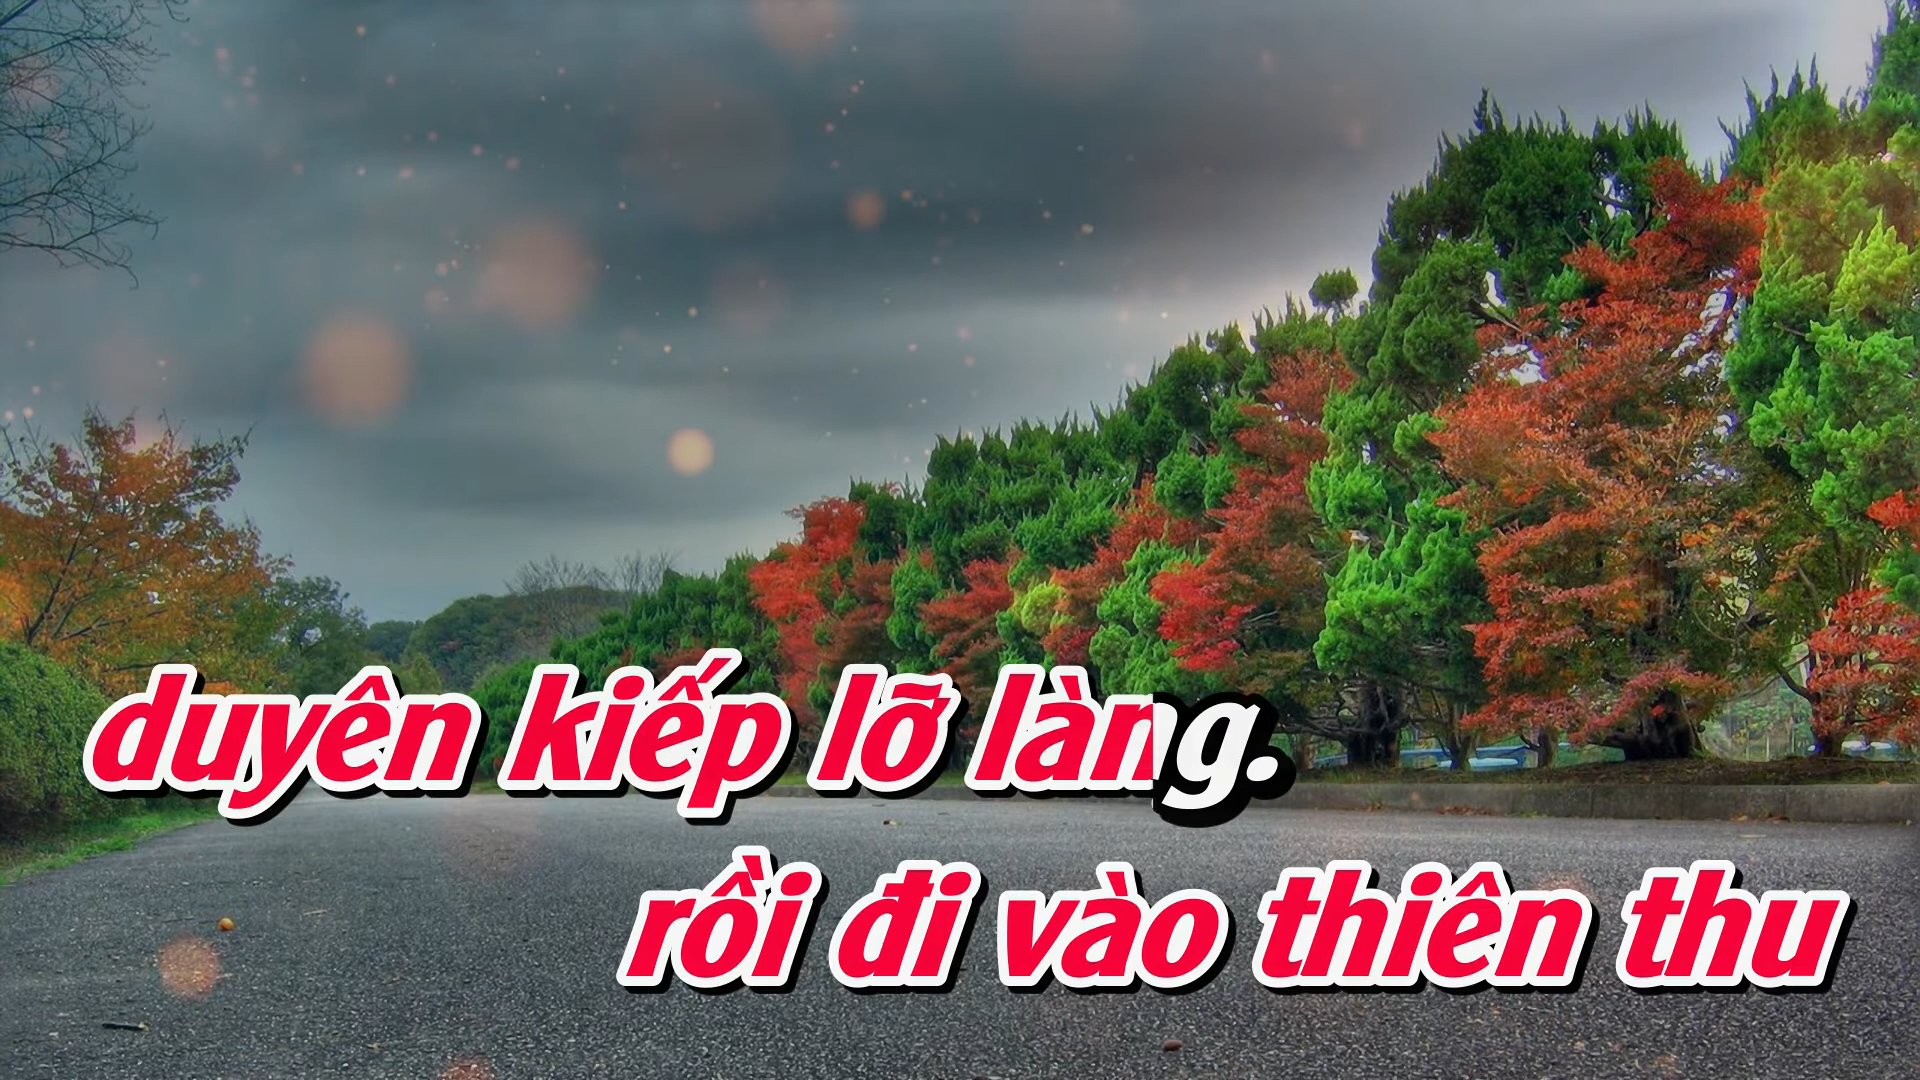 duyên kiếp lỡ làng.
rồi đi vào thiên thu